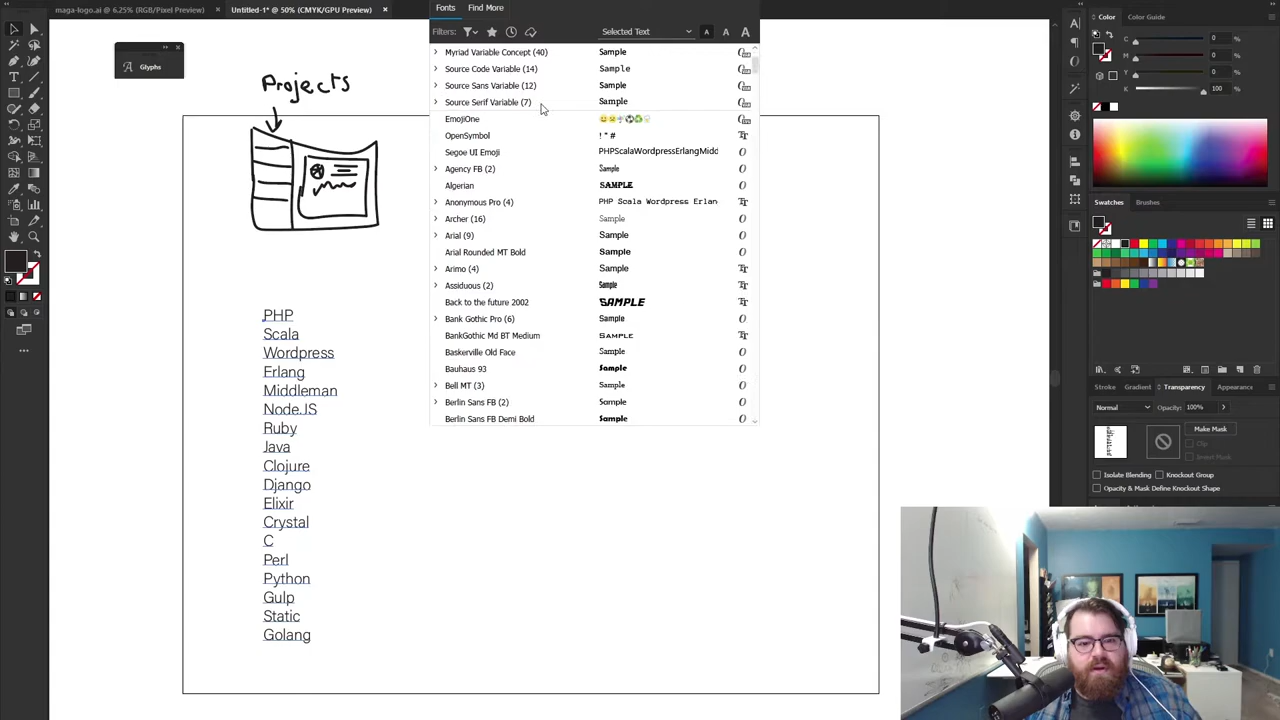 maga-logo.ai @ 6.25% (RGB/Pixel Preview)
Untitled-1* @ 50% (CMYK/GPU Preview)
Fonts
Find More
Filters:
Selected Text
A A A
Myriad Variable Concept (40) Sample
Source Code Variable (14) Sample
Source Sans Variable (12) Sample
Source Serif Variable (7) Sample
EmojiOne
OpenSymbol ! " #
Segoe UI Emoji PHPScalaWordpressErlangMidd
Agency FB (2) Sample
Algerian SAMPLE
Anonymous Pro (4) PHP Scala Wordpress Erlan
Archer (16) Sample
Arial (9) Sample
Arial Rounded MT Bold Sample
Arimo (4) Sample
Assiduous (2) Sample
Back to the future 2002 SAMPLE
Bank Gothic Pro (6) Sample
BankGothic Md BT Medium SAMPLE
Baskerville Old Face Sample
Bauhaus 93 Sample
Bell MT (3) Sample
Berlin Sans FB (2) Sample
Berlin Sans FB Demi Bold Sample
Glyphs
Projects
PHP
Scala
Wordpress
Erlang
Middleman
Node.JS
Ruby
Java
Clojure
Django
Elixir
Crystal
C
Perl
Python
Gulp
Static
Golang
Color
Color Guide
C 0 %
M 0 %
Y 0 %
K 100 %
Swatches
Brushes
Stroke
Gradient
Transparency
Appearance
Normal
Opacity: 100%
Make Mask
Clip
Invert Mask
Isolate Blending
Knockout Group
Opacity & Mask Define Knockout Shape